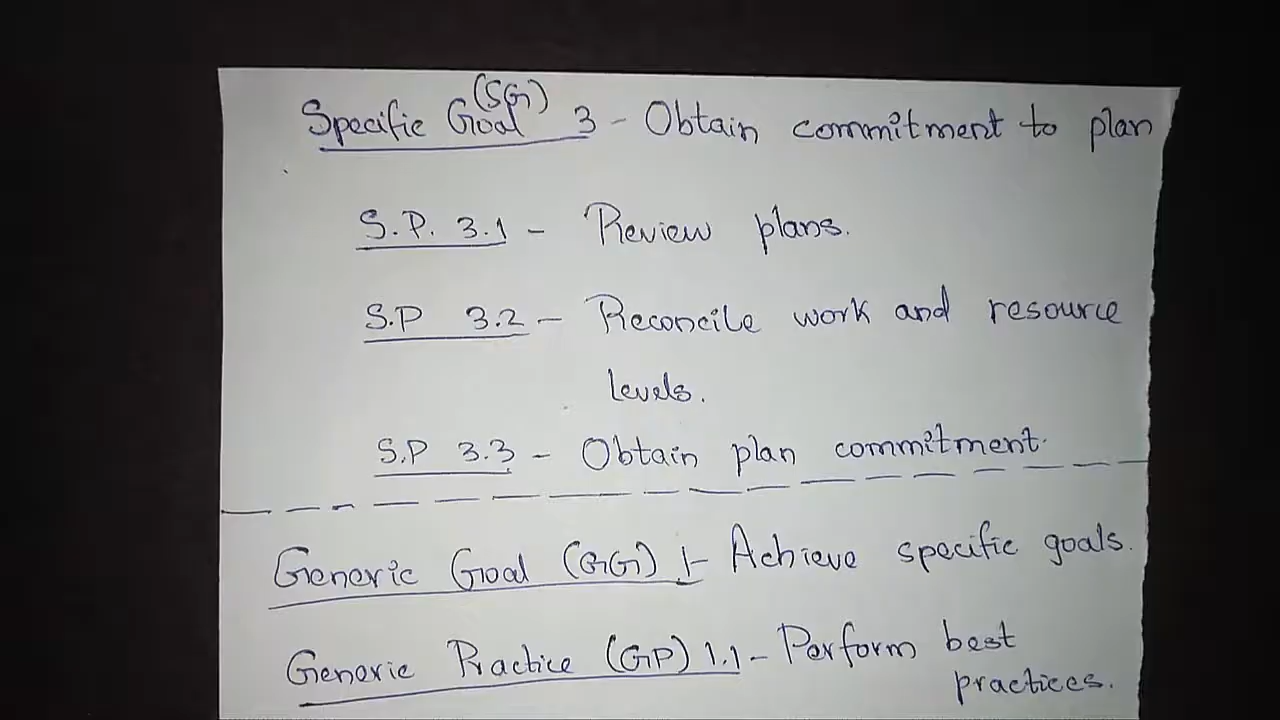 Specific Goal (SG) 3 - Obtain commitment to plan
S.P. 3.1 - Review plans.
S.P 3.2 - Reconcile work and resource
levels.
S.P 3.3 - Obtain plan commitment.
Generic Goal (GG) 1 - Achieve specific goals.
Generic Practice (GP) 1.1 - Perform best
practices.